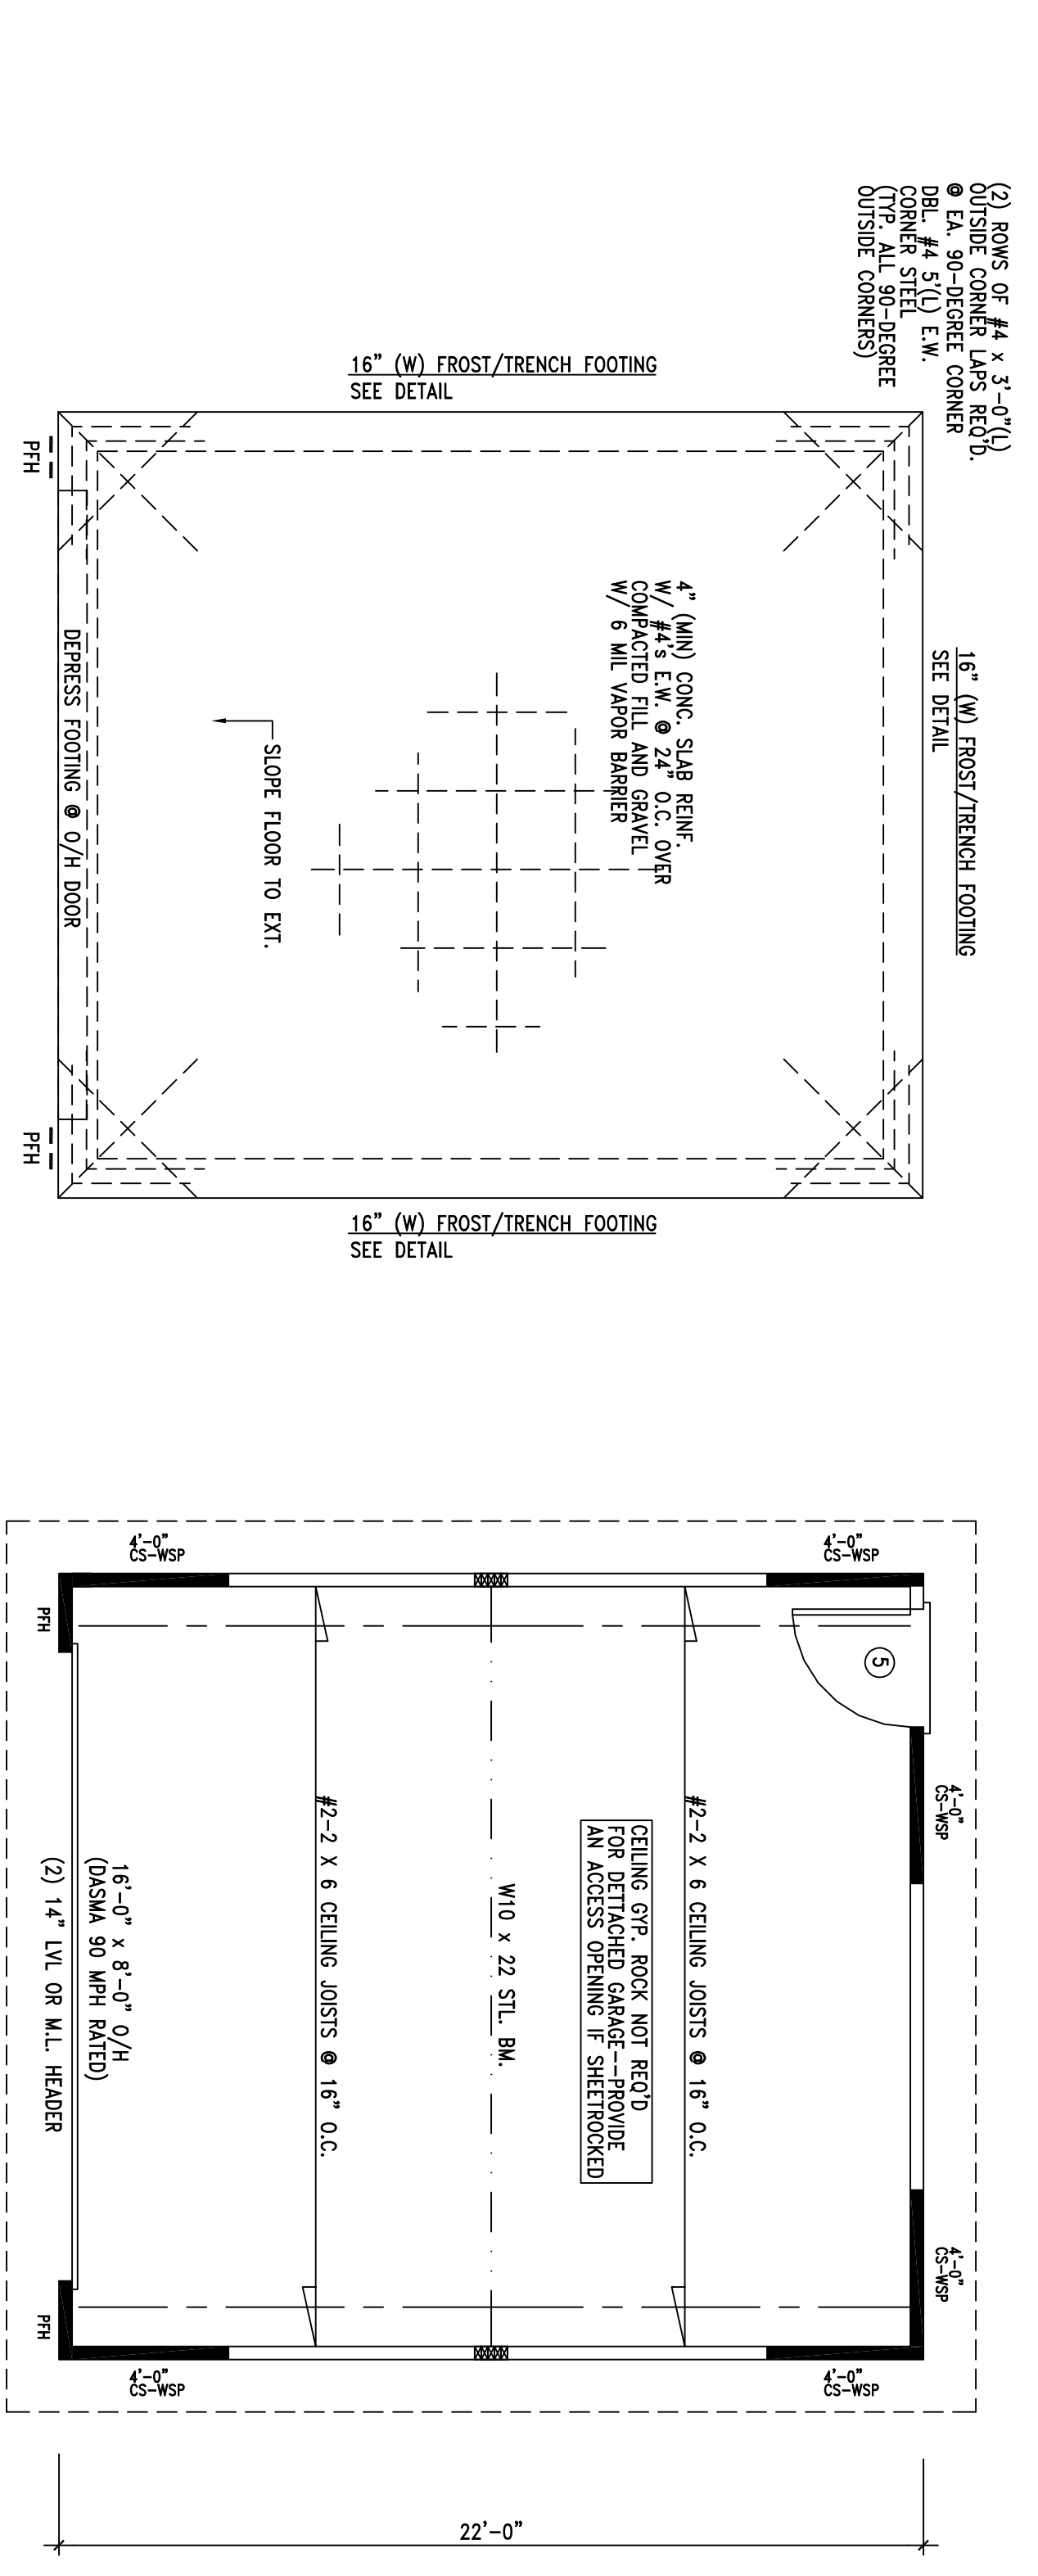 (2) ROWS OF #4 x 3'-0"(L)
OUTSIDE CORNER LAPS REQ'D.
@ EA. 90-DEGREE CORNER
DBL. #4 5'(L) E.W.
CORNER STEEL
(TYP. ALL 90-DEGREE
OUTSIDE CORNERS)
16" (W) FROST/TRENCH FOOTING
SEE DETAIL
16" (W) FROST/TRENCH FOOTING
SEE DETAIL
4" (MIN) CONC. SLAB REINF.
W/ #4's E.W. @ 24" O.C. OVER
COMPACTED FILL AND GRAVEL
W/ 6 MIL VAPOR BARRIER
SLOPE FLOOR TO EXT.
DEPRESS FOOTING @ O/H DOOR
PFH
PFH
16" (W) FROST/TRENCH FOOTING
SEE DETAIL
4'-0"
CS-WSP
4'-0"
CS-WSP
5
4'-0"
CS-WSP
4'-0"
CS-WSP
#2-2 X 6 CEILING JOISTS @ 16" O.C.
CEILING GYP. ROCK NOT REQ'D
FOR DETTACHED GARAGE--PROVIDE
AN ACCESS OPENING IF SHEETROCKED
W10 x 22 STL. BM.
#2-2 X 6 CEILING JOISTS @ 16" O.C.
16'-0" x 8'-0" O/H
(DASMA 90 MPH RATED)
(2) 14" LVL OR M.L. HEADER
PFH
PFH
4'-0"
CS-WSP
4'-0"
CS-WSP
22'-0"